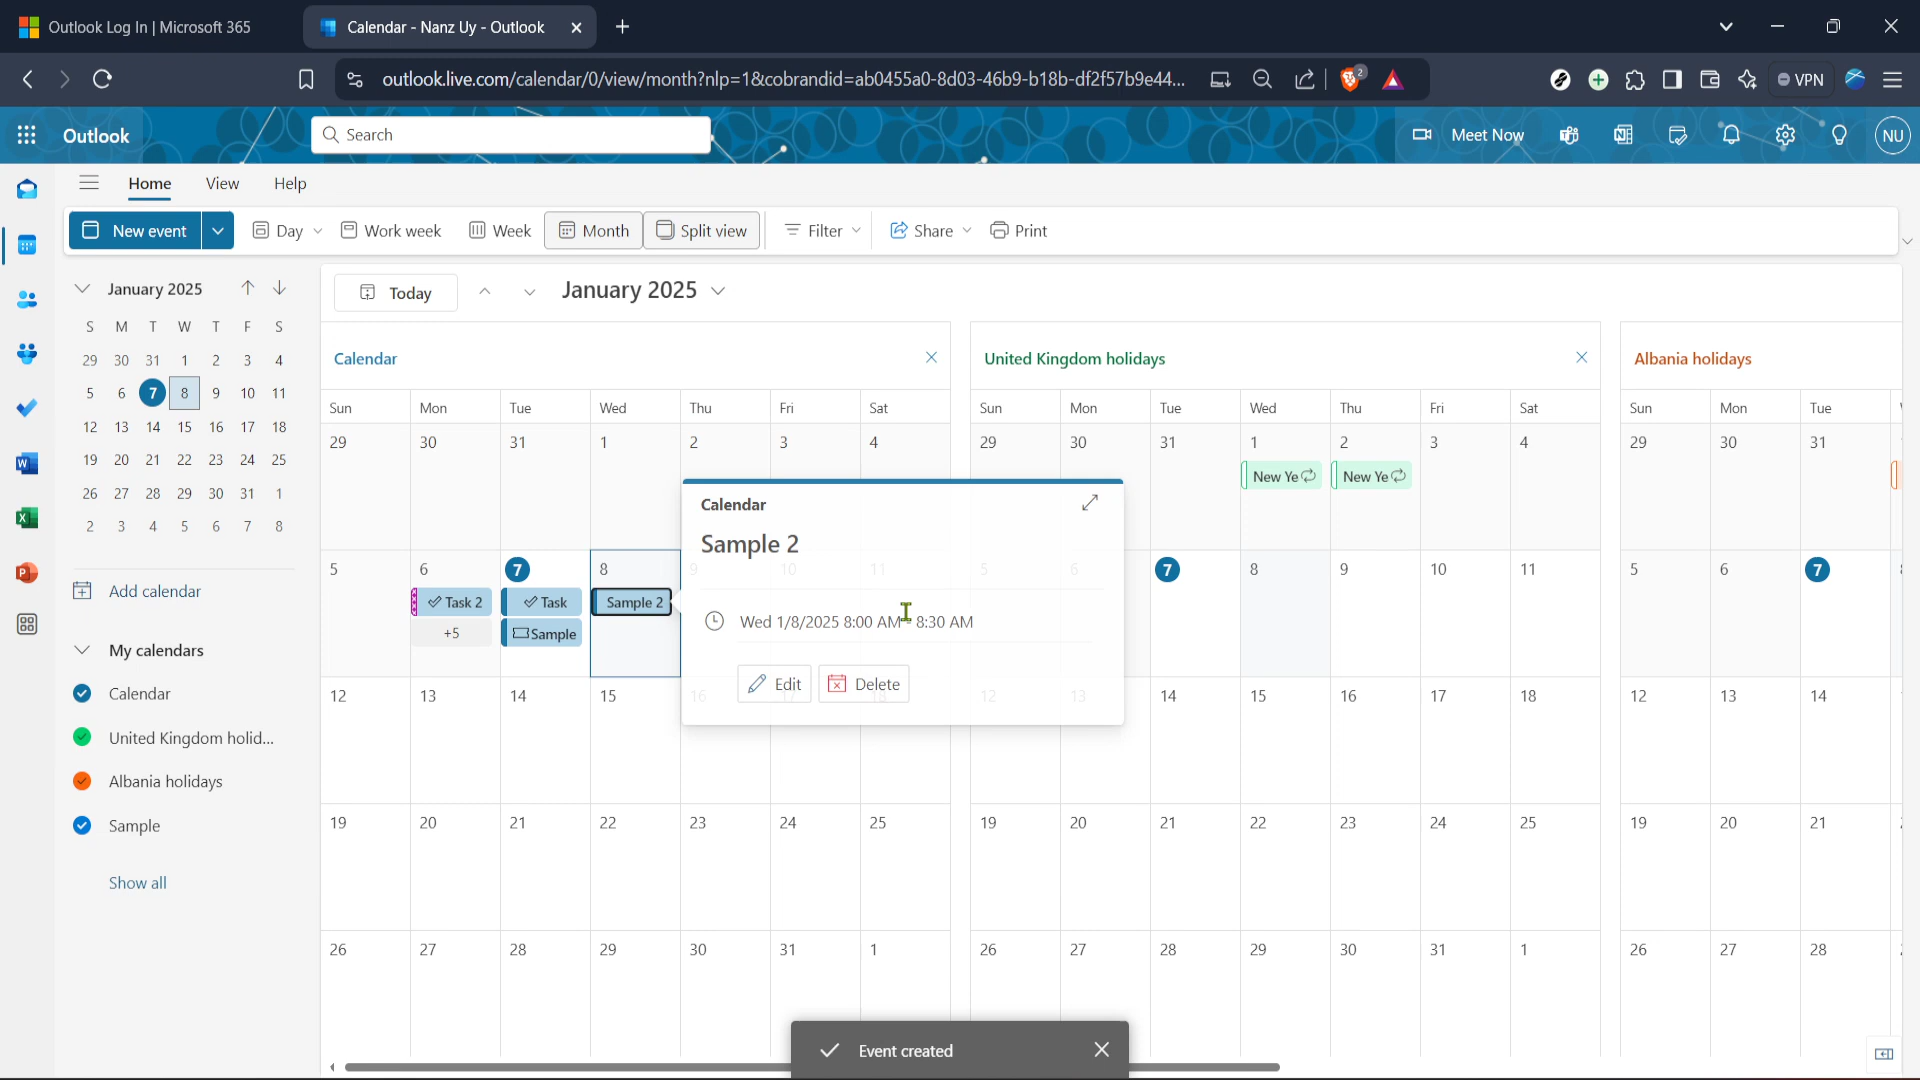 Outlook Log In | Microsoft 365
Calendar - Nanz Uy - Outlook
outlook.live.com/calendar/0/view/month?nlp=1&cobrandid=ab0455a0-8d03-46b9-b18b-df2f57b9e44...
2
VPN
Outlook
Search
Meet Now
NU
Home View Help
New event
Day
Work week
Week
Month
Split view
Filter
Share
Print
January 2025
S M T W T F S
29 30 31 1 2 3 4
5 6 7 8 9 10 11
12 13 14 15 16 17 18
19 20 21 22 23 24 25
26 27 28 29 30 31 1
2 3 4 5 6 7 8
Add calendar
My calendars
Calendar
United Kingdom holid...
Albania holidays
Sample
Show all
Today
January 2025
Calendar
Sun Mon Tue Wed Thu Fri Sat
29 30 31 1 2 3 4
5 6 7 8 9 10 11
Task 2 Task Sample 2
+5 Sample
12 13 14 15 16 17 18
19 20 21 22 23 24 25
26 27 28 29 30 31 1
United Kingdom holidays
Sun Mon Tue Wed Thu Fri Sat
29 30 31 1 2 3 4
New Ye New Ye
5 6 7 8 9 10 11
12 13 14 15 16 17 18
19 20 21 22 23 24 25
26 27 28 29 30 31 1
Albania holidays
Sun Mon Tue
29 30 31
5 6 7
12 13 14
19 20 21
26 27 28
Calendar
Sample 2
Wed 1/8/2025 8:00 AM - 8:30 AM
Edit
Delete
Event created